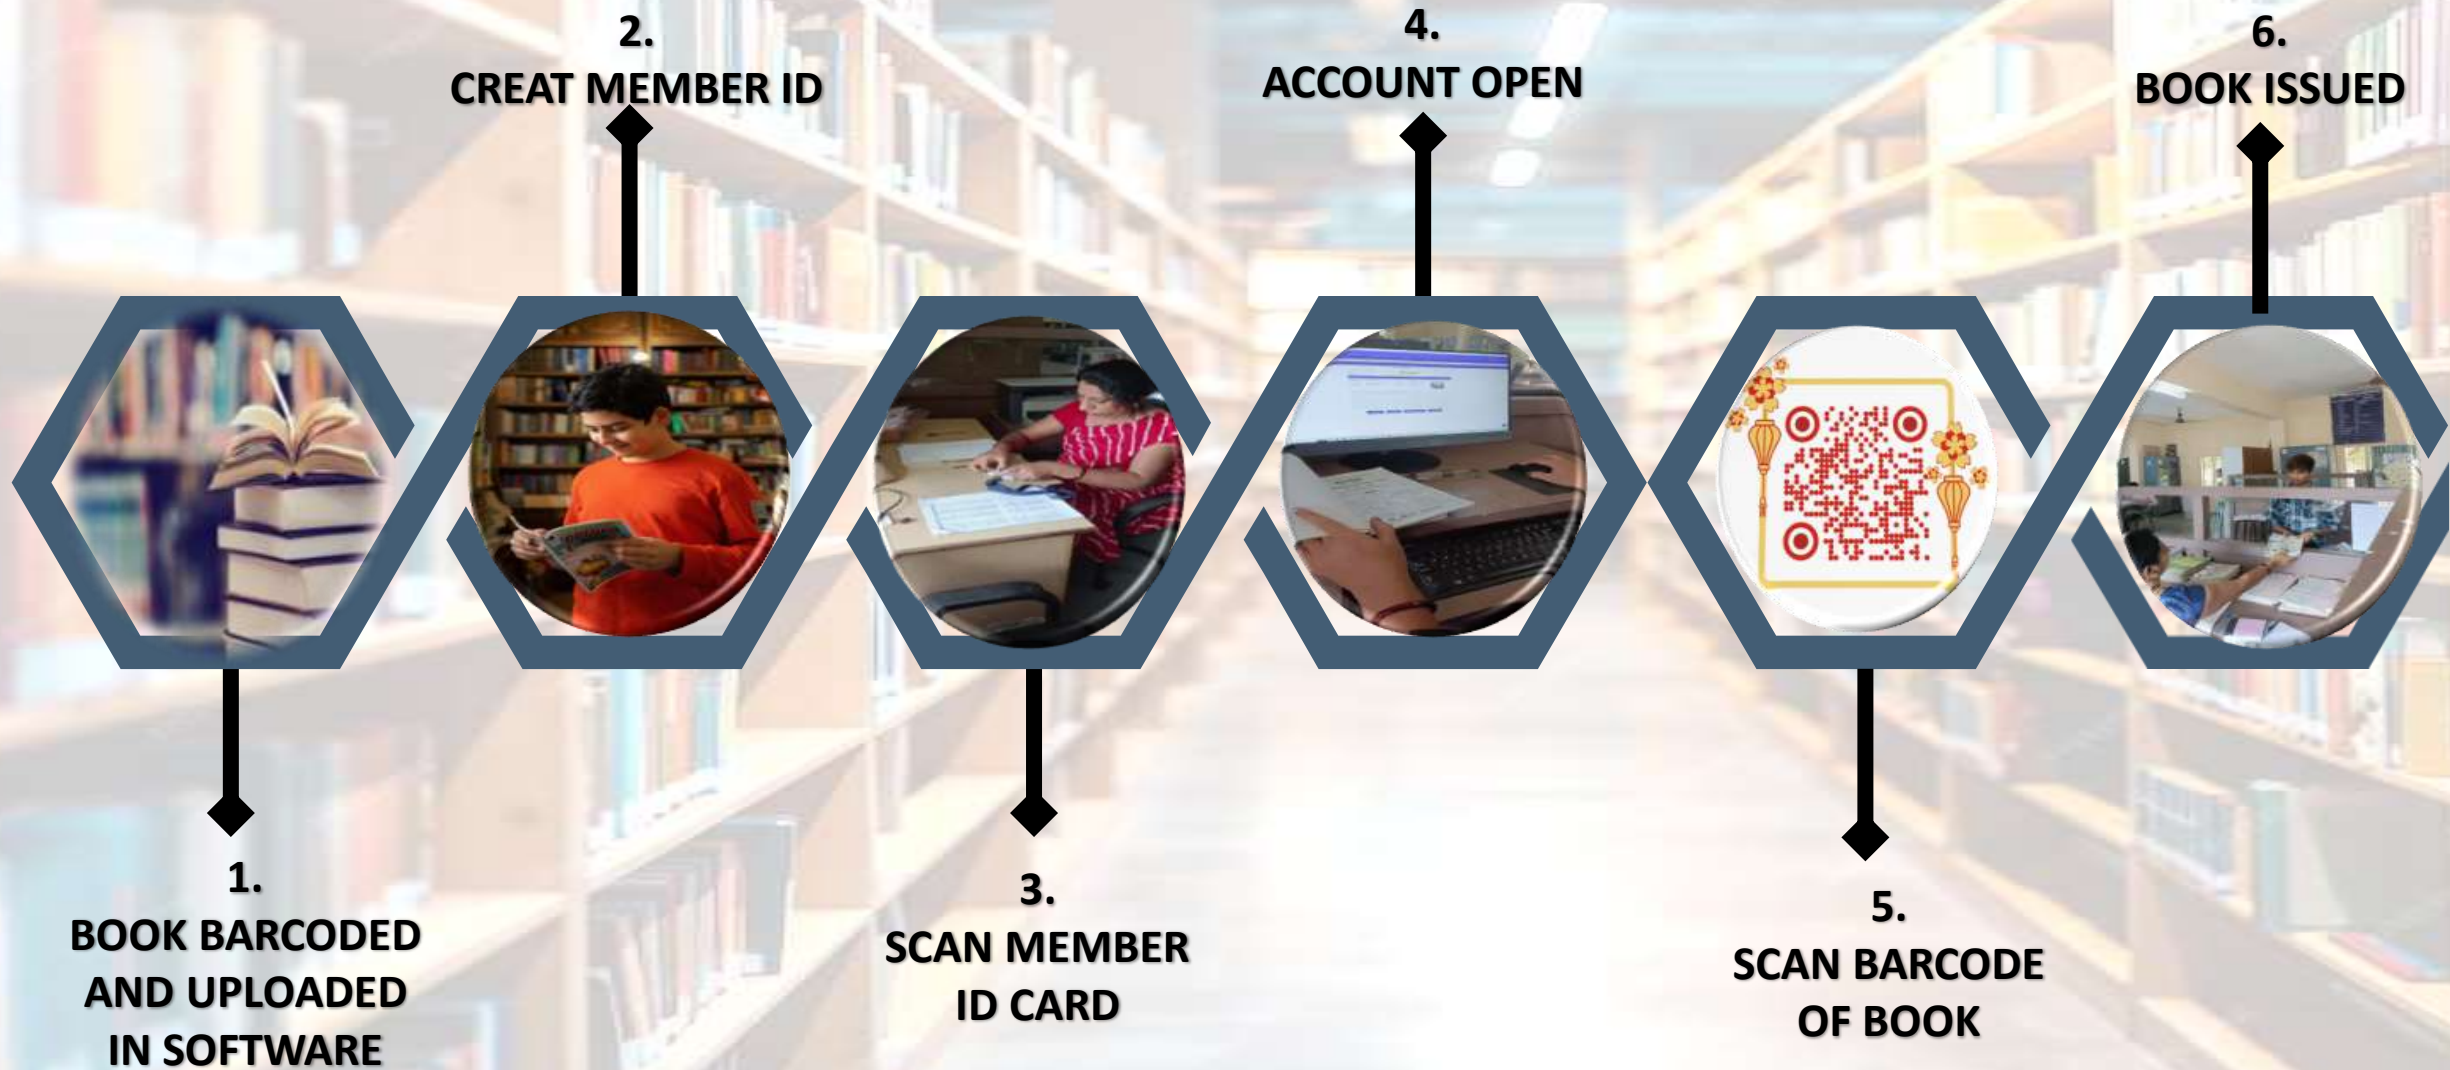 1.
BOOK BARCODED
AND UPLOADED
IN SOFTWARE
2.
CREAT MEMBER ID
3.
SCAN MEMBER
ID CARD
4.
ACCOUNT OPEN
5.
SCAN BARCODE
OF BOOK
6.
BOOK ISSUED